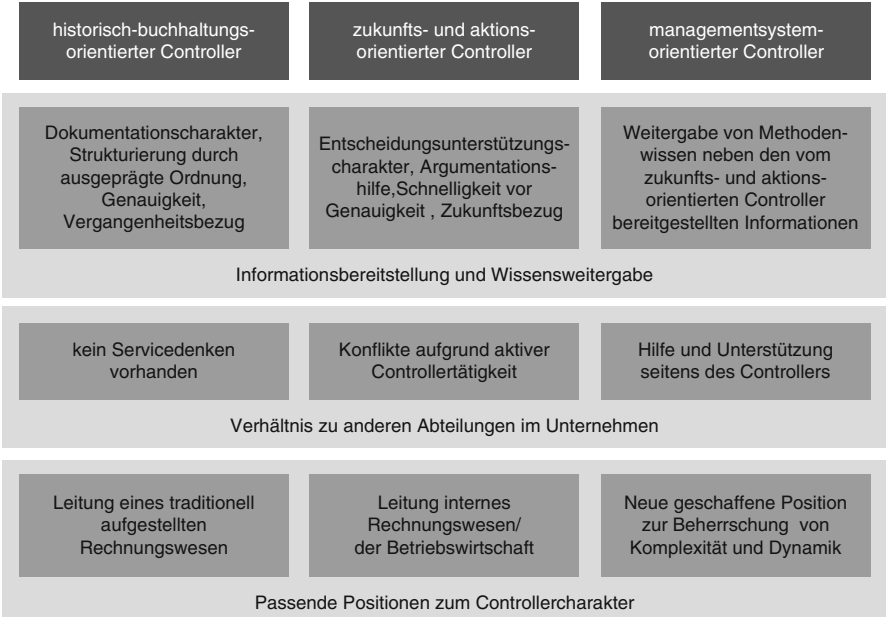 historisch-buchhaltungs-
orientierter Controller
zukunfts- und aktions-
orientierter Controller
managementsystem-
orientierter Controller
Dokumentationscharakter,
Strukturierung durch
ausgeprägte Ordnung,
Genauigkeit,
Vergangenheitsbezug
Entscheidungsunterstützungs-
charakter, Argumentations-
hilfe,Schnelligkeit vor
Genauigkeit , Zukunftsbezug
Weitergabe von Methoden-
wissen neben den vom
zukunfts- und aktions-
orientierten Controller
bereitgestellten Informationen
Informationsbereitstellung und Wissensweitergabe
kein Servicedenken
vorhanden
Konflikte aufgrund aktiver
Controllertätigkeit
Hilfe und Unterstützung
seitens des Controllers
Verhältnis zu anderen Abteilungen im Unternehmen
Leitung eines traditionell
aufgestellten
Rechnungswesen
Leitung internes
Rechnungswesen/
der Betriebswirtschaft
Neue geschaffene Position
zur Beherrschung von
Komplexität und Dynamik
Passende Positionen zum Controllercharakter